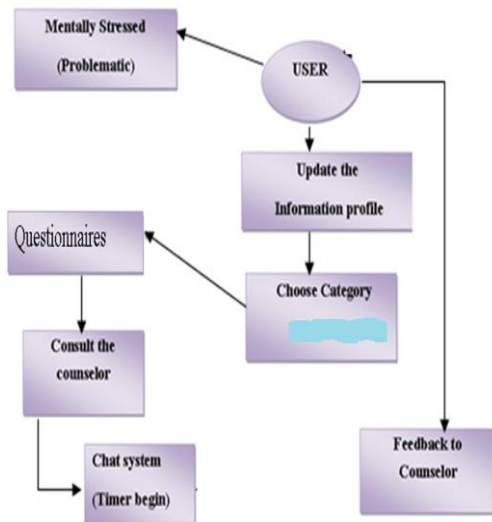 Mentally Stressed
(Problematic)
USER
Update the
Information profile
Questionnaires
Choose Category
Consult the
counselor
Chat system
(Timer begin)
Feedback to
Counselor